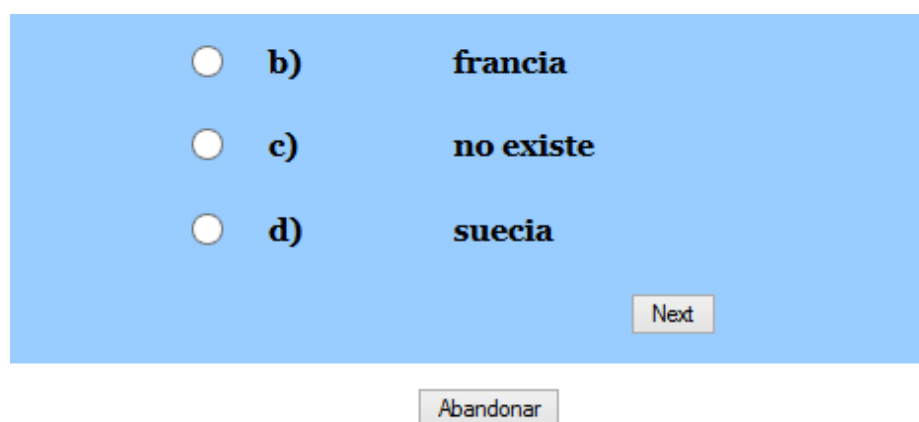 b) francia
c) no existe
d) suecia
Next
Abandonar